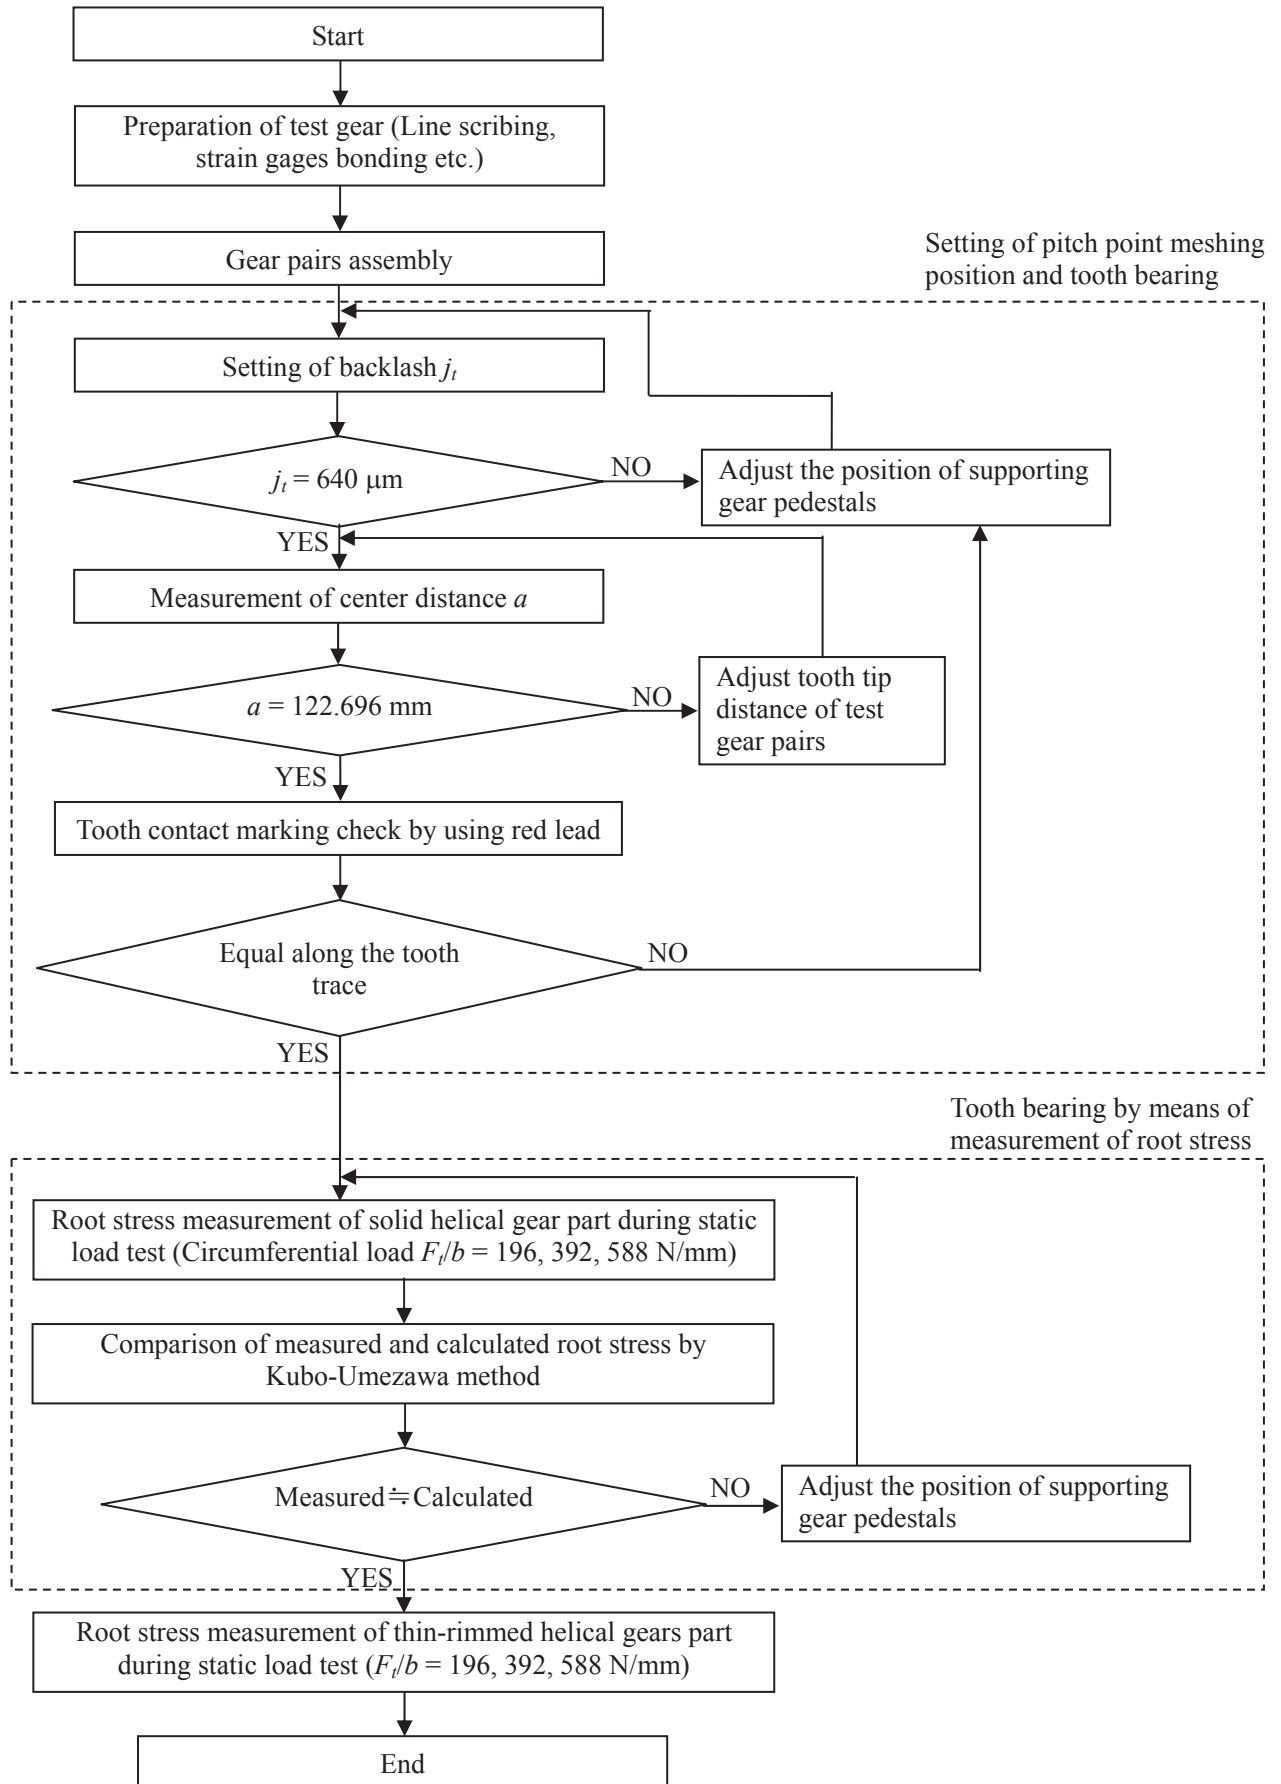 Start
Preparation of test gear (Line scribing,
strain gages bonding etc.)
Gear pairs assembly
Setting of pitch point meshing
position and tooth bearing
Setting of backlash jt
jt = 640 μm
NO
Adjust the position of supporting
gear pedestals
YES
Measurement of center distance a
a = 122.696 mm
NO
Adjust tooth tip
distance of test
gear pairs
YES
Tooth contact marking check by using red lead
Equal along the tooth
trace
NO
YES
Tooth bearing by means of
measurement of root stress
Root stress measurement of solid helical gear part during static
load test (Circumferential load Ft/b = 196, 392, 588 N/mm)
Comparison of measured and calculated root stress by
Kubo-Umezawa method
Measured≒Calculated
NO
Adjust the position of supporting
gear pedestals
YES
Root stress measurement of thin-rimmed helical gears part
during static load test (Ft/b = 196, 392, 588 N/mm)
End